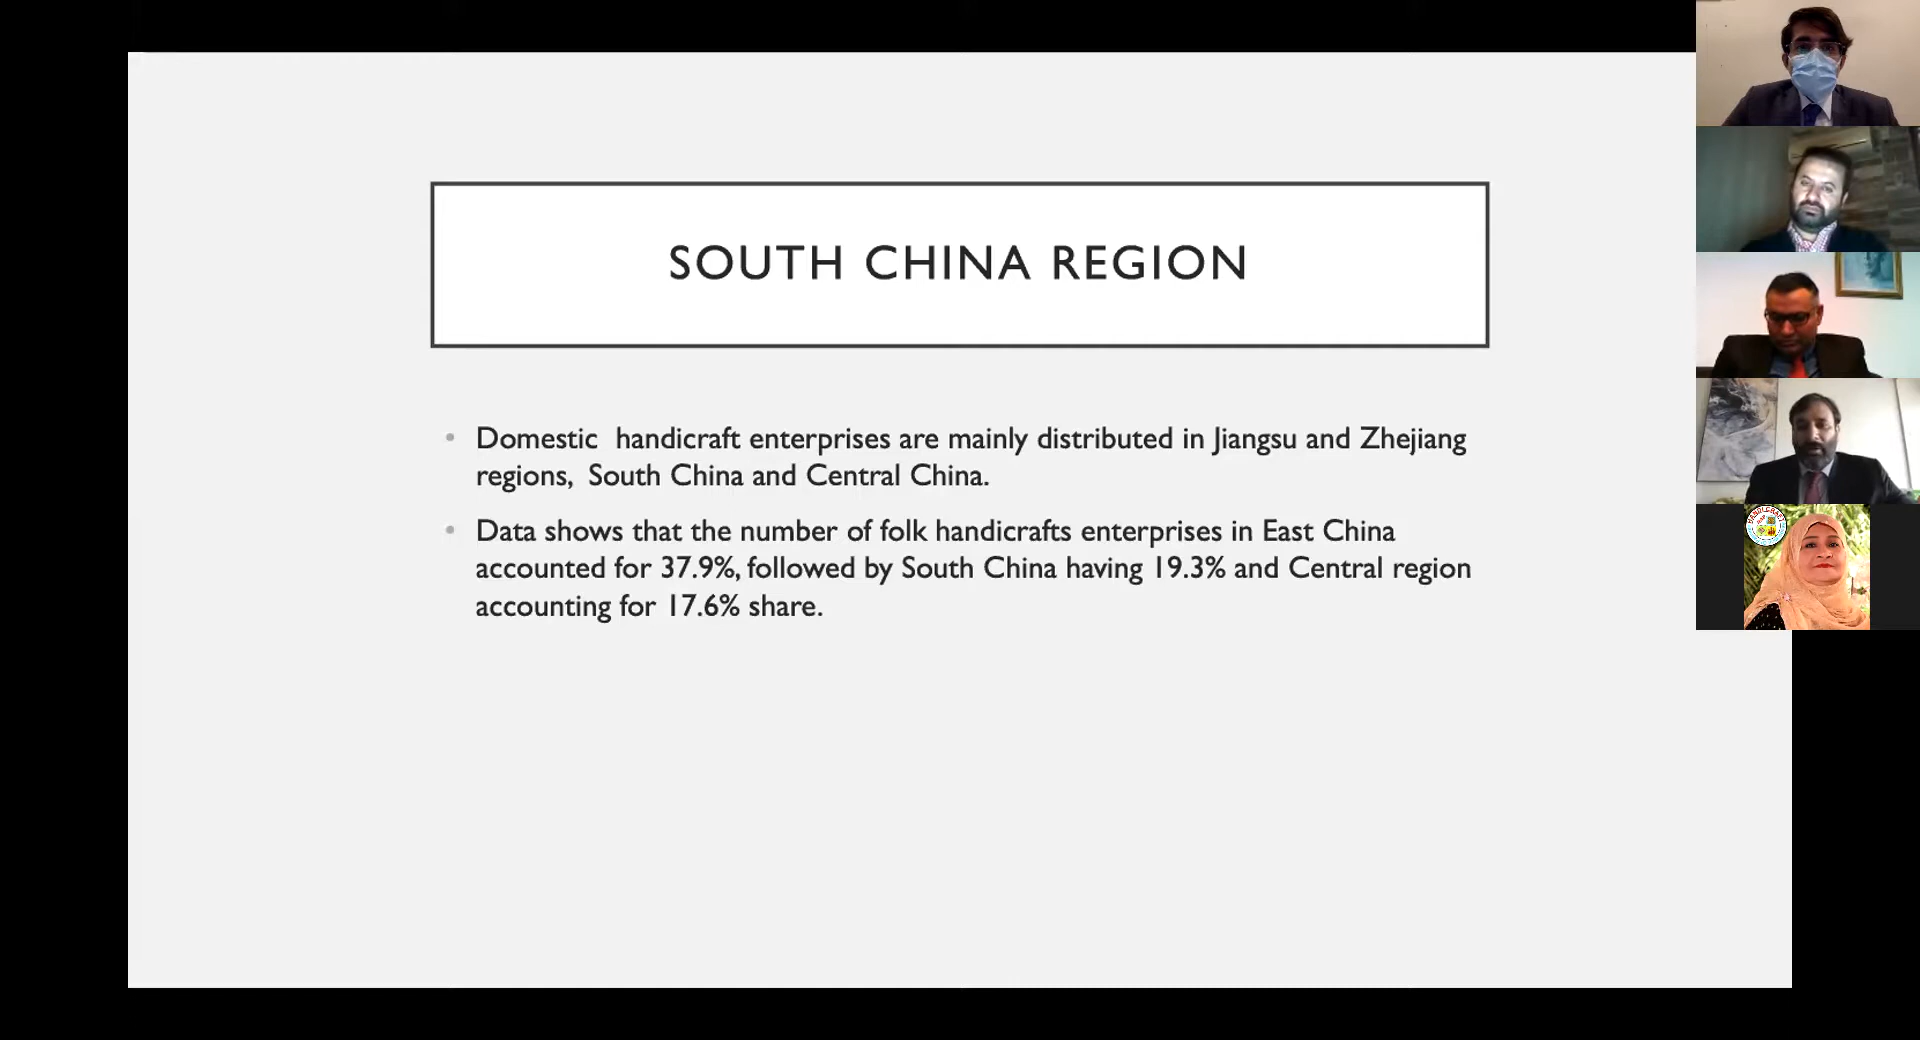 SOUTH CHINA REGION
• Domestic  handicraft enterprises are mainly distributed in Jiangsu and Zhejiang
regions,  South China and Central China.
• Data shows that the number of folk handicrafts enterprises in East China
accounted for 37.9%, followed by South China having 19.3% and Central region
accounting for 17.6% share.